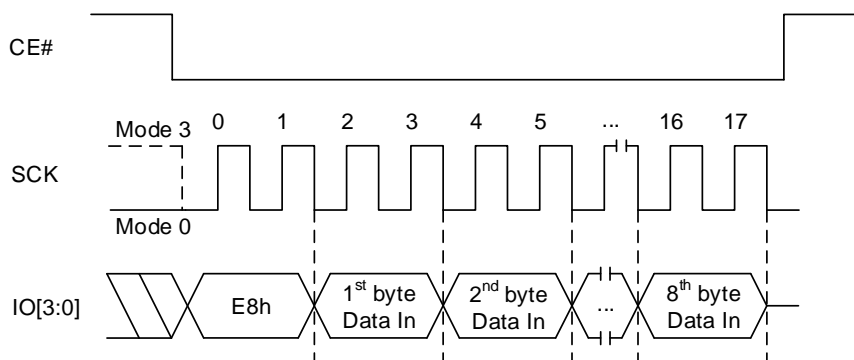 CE#
Mode 3
0 1 2 3 4 5 ... 16 17
SCK
Mode 0
IO[3:0]
E8h
1st byte
Data In
2nd byte
Data In
...
8th byte
Data In